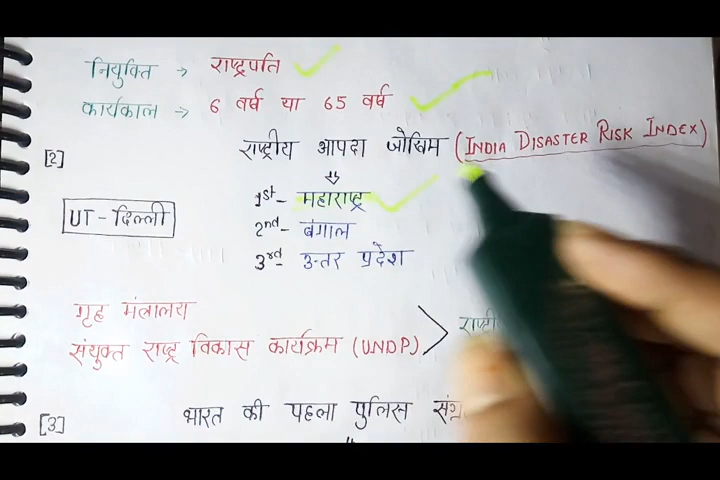 नियुक्ति → राष्ट्रपति
कार्यकाल → 6 वर्ष या 65 वर्ष
[2] राष्ट्रीय आपदा जोखिम (INDIA DISASTER RISK INDEX)
⇓
1st- महाराष्ट्र
2nd- बंगाल
UT - दिल्ली
3rd- उत्तर प्रदेश
गृह मंत्रालय
संयुक्त राष्ट्र विकास कार्यक्रम (UNDP)
[3] भारत की पहला पुलिस